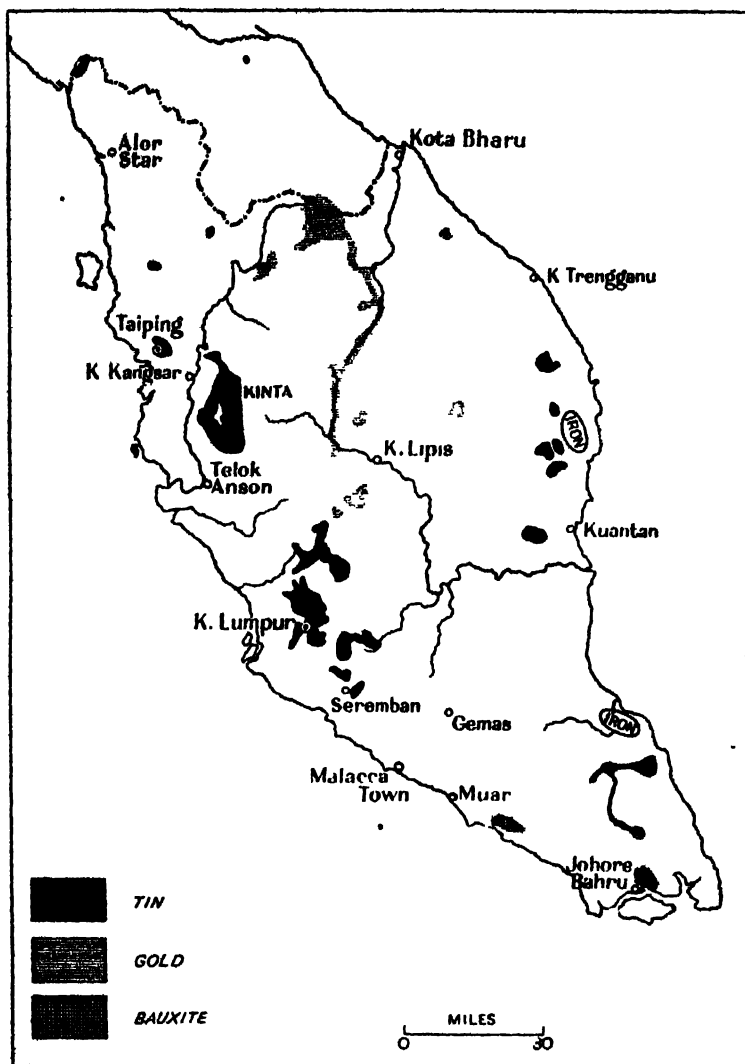 Alor
Star
Kota Bharu
K Trengganu
Taiping
K Kangsar
KINTA
IRON
K. Lipis
Telok
Anson
Kuantan
K. Lumpur
Seremban
Gemas
IRON
Malacca
Town
Muar
Johore
Bahru
TIN
GOLD
BAUXITE
MILES
0 30